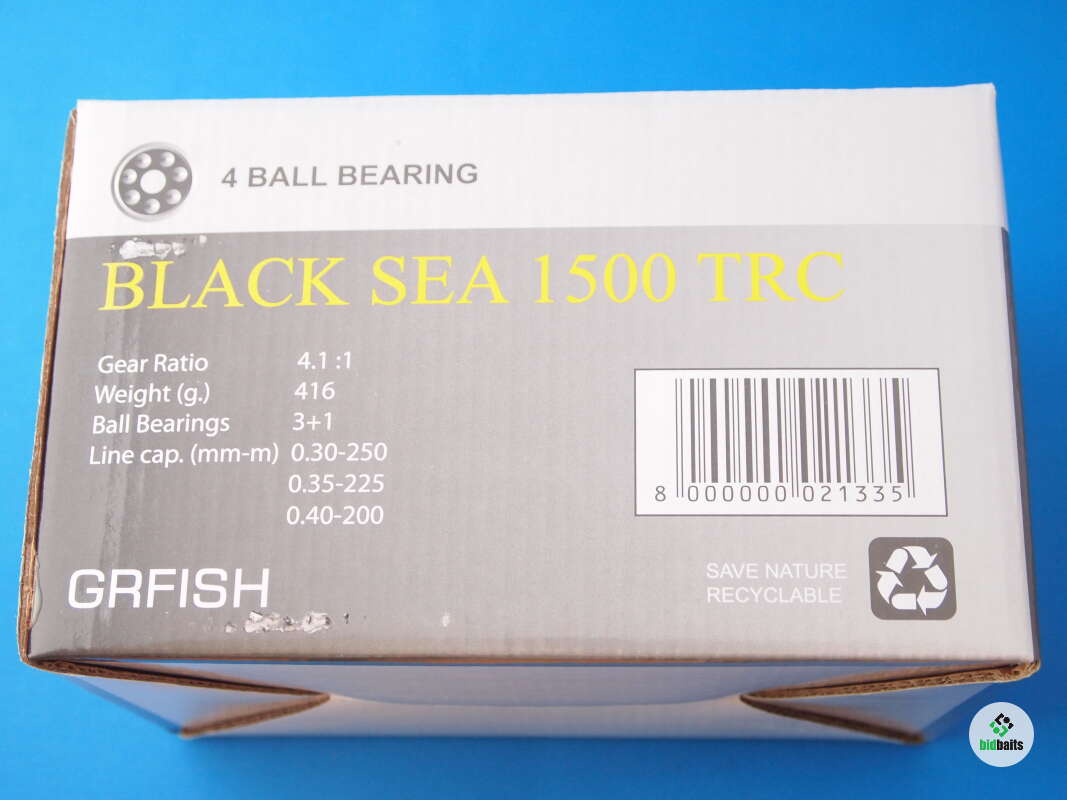 4 BALL BEARING
BLACK SEA 1500 TRC
Gear Ratio 4.1 :1
Weight (g.) 416
Ball Bearings 3+1
Line cap. (mm-m) 0.30-250
0.35-225
0.40-200
8 000000 021335
GRFISH
SAVE NATURE
RECYCLABLE
bidbaits